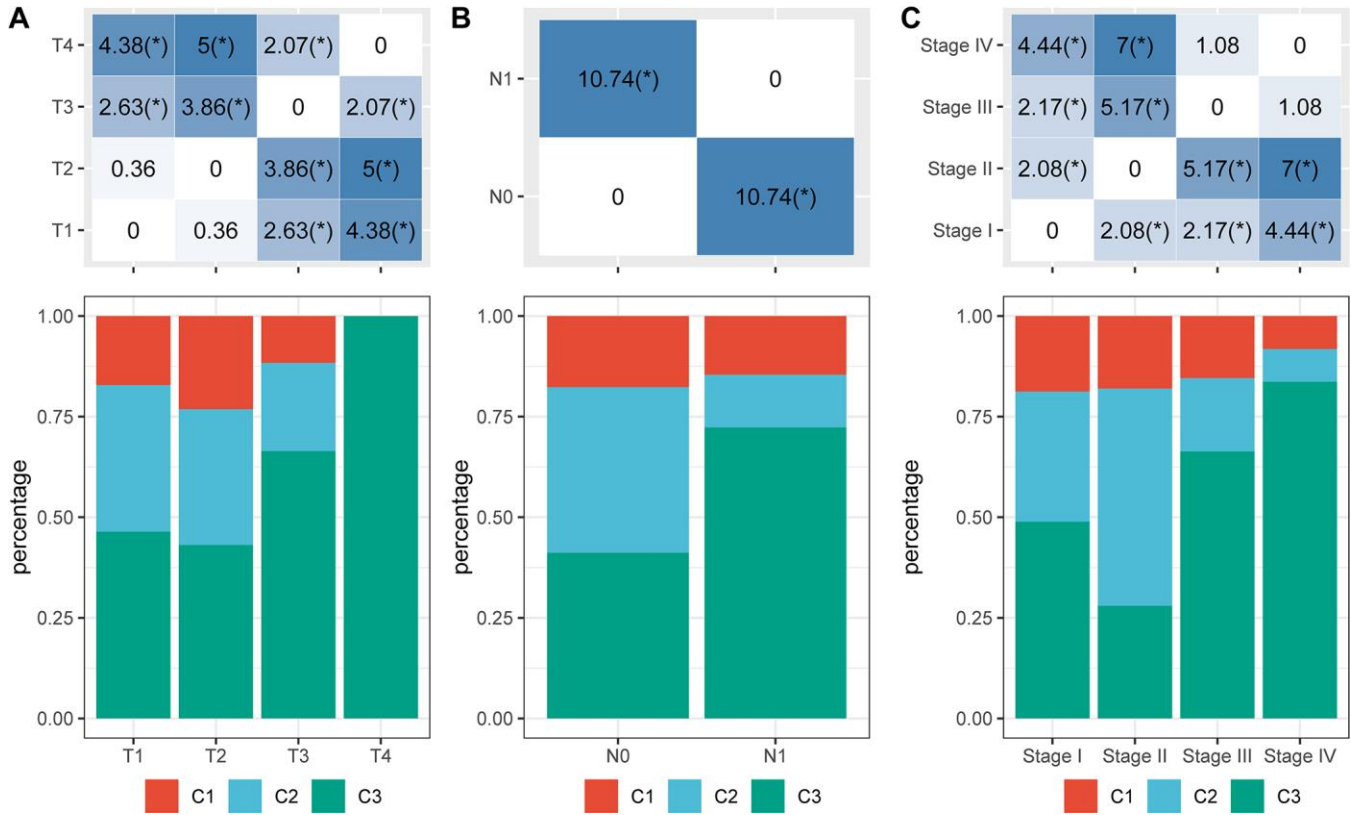 A
T4 4.38(*) 5(*) 2.07(*) 0
T3 2.63(*) 3.86(*) 0 2.07(*)
T2 0.36 0 3.86(*) 5(*)
T1 0 0.36 2.63(*) 4.38(*)
1.00
0.75
0.50
0.25
0.00
percentage
T1 T2 T3 T4
C1 C2 C3
B
N1 10.74(*) 0
N0 0 10.74(*)
1.00
0.75
0.50
0.25
0.00
percentage
N0 N1
C1 C2 C3
C
Stage IV 4.44(*) 7(*) 1.08 0
Stage III 2.17(*) 5.17(*) 0 1.08
Stage II 2.08(*) 0 5.17(*) 7(*)
Stage I 0 2.08(*) 2.17(*) 4.44(*)
1.00
0.75
0.50
0.25
0.00
percentage
Stage I Stage II Stage III Stage IV
C1 C2 C3